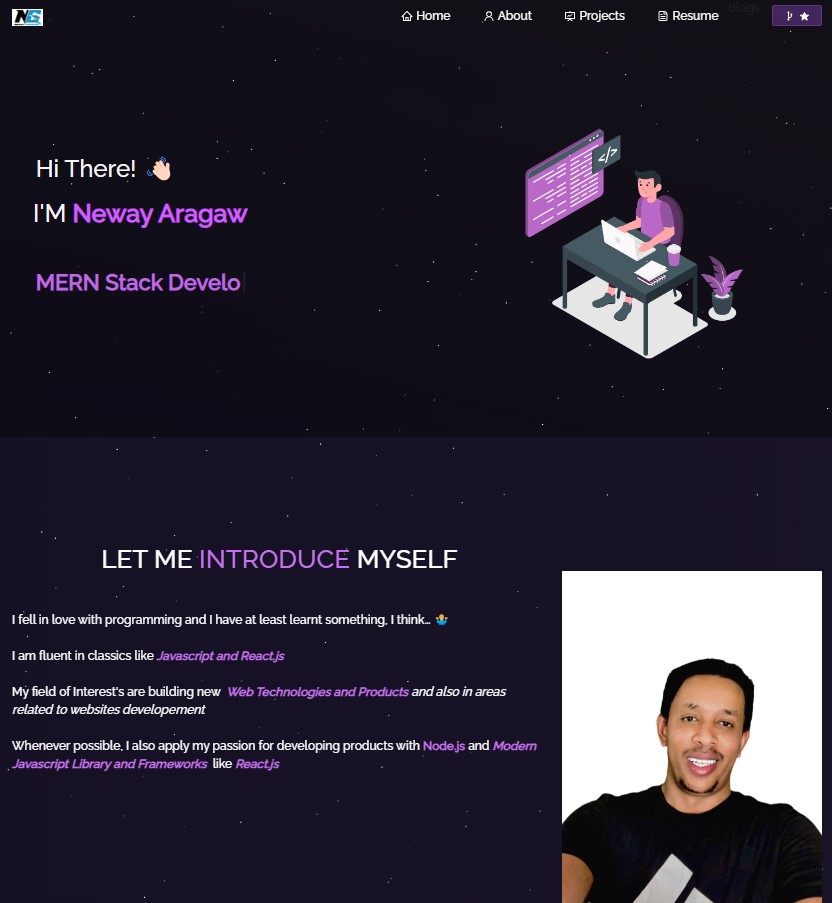 Home About Projects Resume blogs
Hi There!
I'M Neway Aragaw
MERN Stack Develo
</>
LET ME INTRODUCE MYSELF
I fell in love with programming and I have at least learnt something, I think…
I am fluent in classics like Javascript and React.js
My field of Interest's are building new Web Technologies and Products and also in areas
related to websites developement
Whenever possible, I also apply my passion for developing products with Node.js and Modern
Javascript Library and Frameworks like React.js